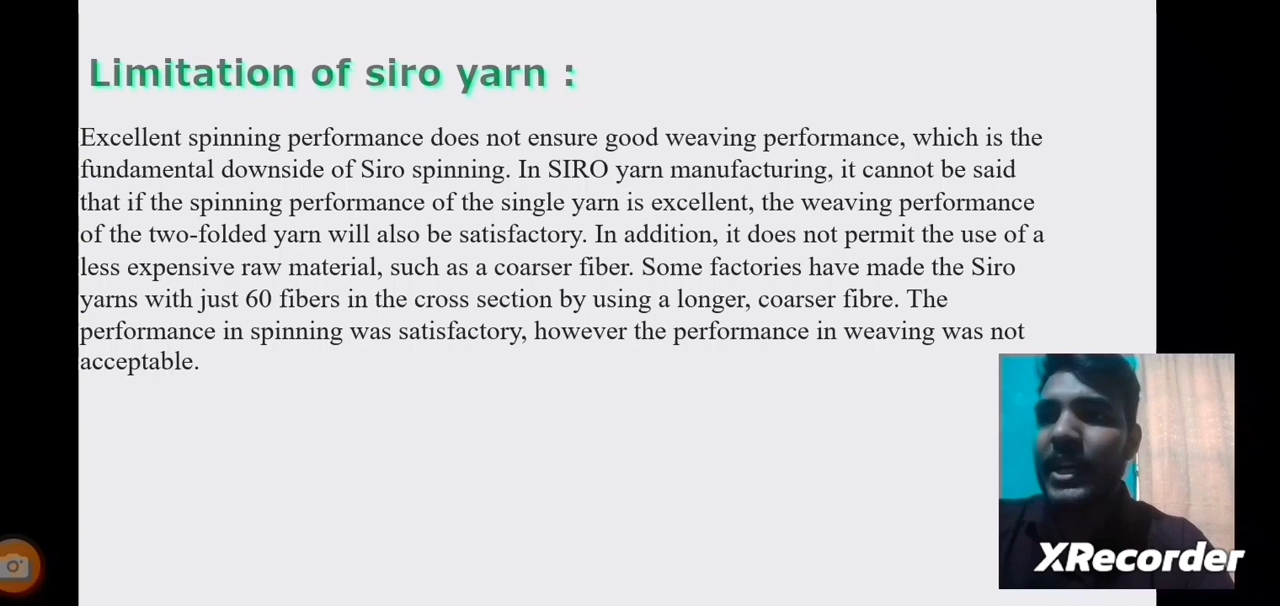 Limitation of siro yarn :
Excellent spinning performance does not ensure good weaving performance, which is the
fundamental downside of Siro spinning. In SIRO yarn manufacturing, it cannot be said
that if the spinning performance of the single yarn is excellent, the weaving performance
of the two-folded yarn will also be satisfactory. In addition, it does not permit the use of a
less expensive raw material, such as a coarser fiber. Some factories have made the Siro
yarns with just 60 fibers in the cross section by using a longer, coarser fibre. The
performance in spinning was satisfactory, however the performance in weaving was not
acceptable.
XRecorder